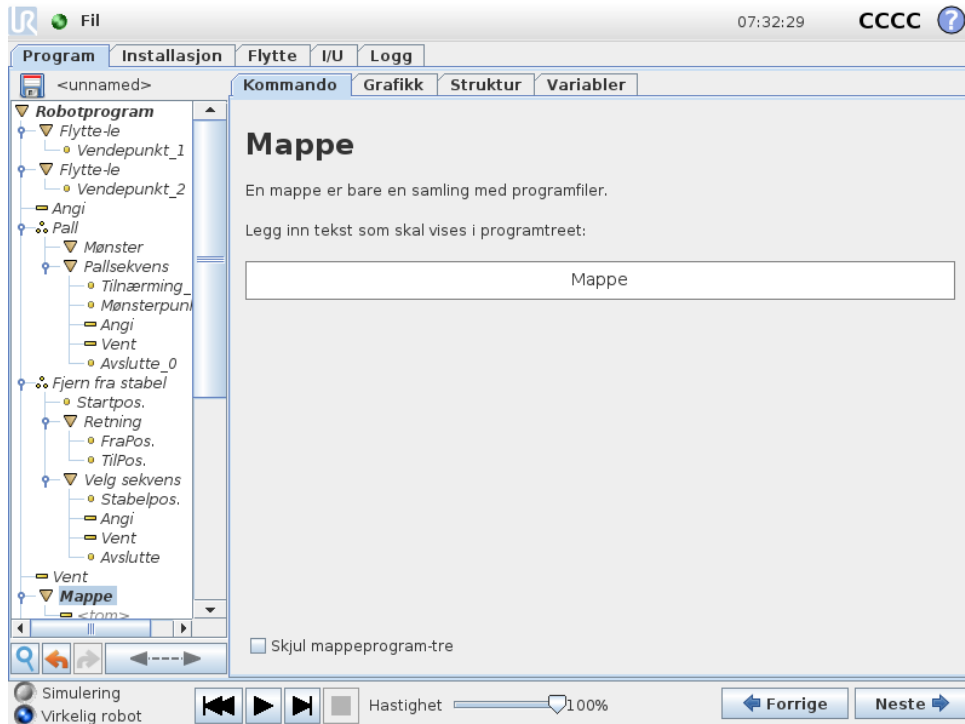 UR Fil 07:32:29 CCCC ?
Program Installasjon Flytte I/U Logg
<unnamed>
Kommando Grafikk Struktur Variabler
Robotprogram
Flytte-le
Vendepunkt_1
Flytte-le
Vendepunkt_2
Angi
Pall
Mønster
Pallsekvens
Tilnærming_
Mønsterpun
Angi
Vent
Avslutte_0
Fjern fra stabel
Startpos.
Retning
FraPos.
TilPos.
Velg sekvens
Stabelpos.
Angi
Vent
Avslutte
Vent
Mappe
<tom>
Mappe
En mappe er bare en samling med programfiler.
Legg inn tekst som skal vises i programtreet:
Mappe
Skjul mappeprogram-tre
Simulering
Virkelig robot
Hastighet 100%
Forrige Neste